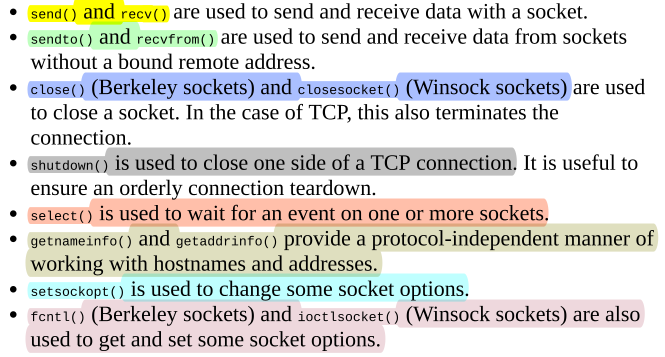 • send() and recv() are used to send and receive data with a socket.
• sendto() and recvfrom() are used to send and receive data from sockets
without a bound remote address.
• close() (Berkeley sockets) and closesocket() (Winsock sockets) are used
to close a socket. In the case of TCP, this also terminates the
connection.
• shutdown() is used to close one side of a TCP connection. It is useful to
ensure an orderly connection teardown.
• select() is used to wait for an event on one or more sockets.
• getnameinfo() and getaddrinfo() provide a protocol-independent manner of
working with hostnames and addresses.
• setsockopt() is used to change some socket options.
• fcntl() (Berkeley sockets) and ioctlsocket() (Winsock sockets) are also
used to get and set some socket options.